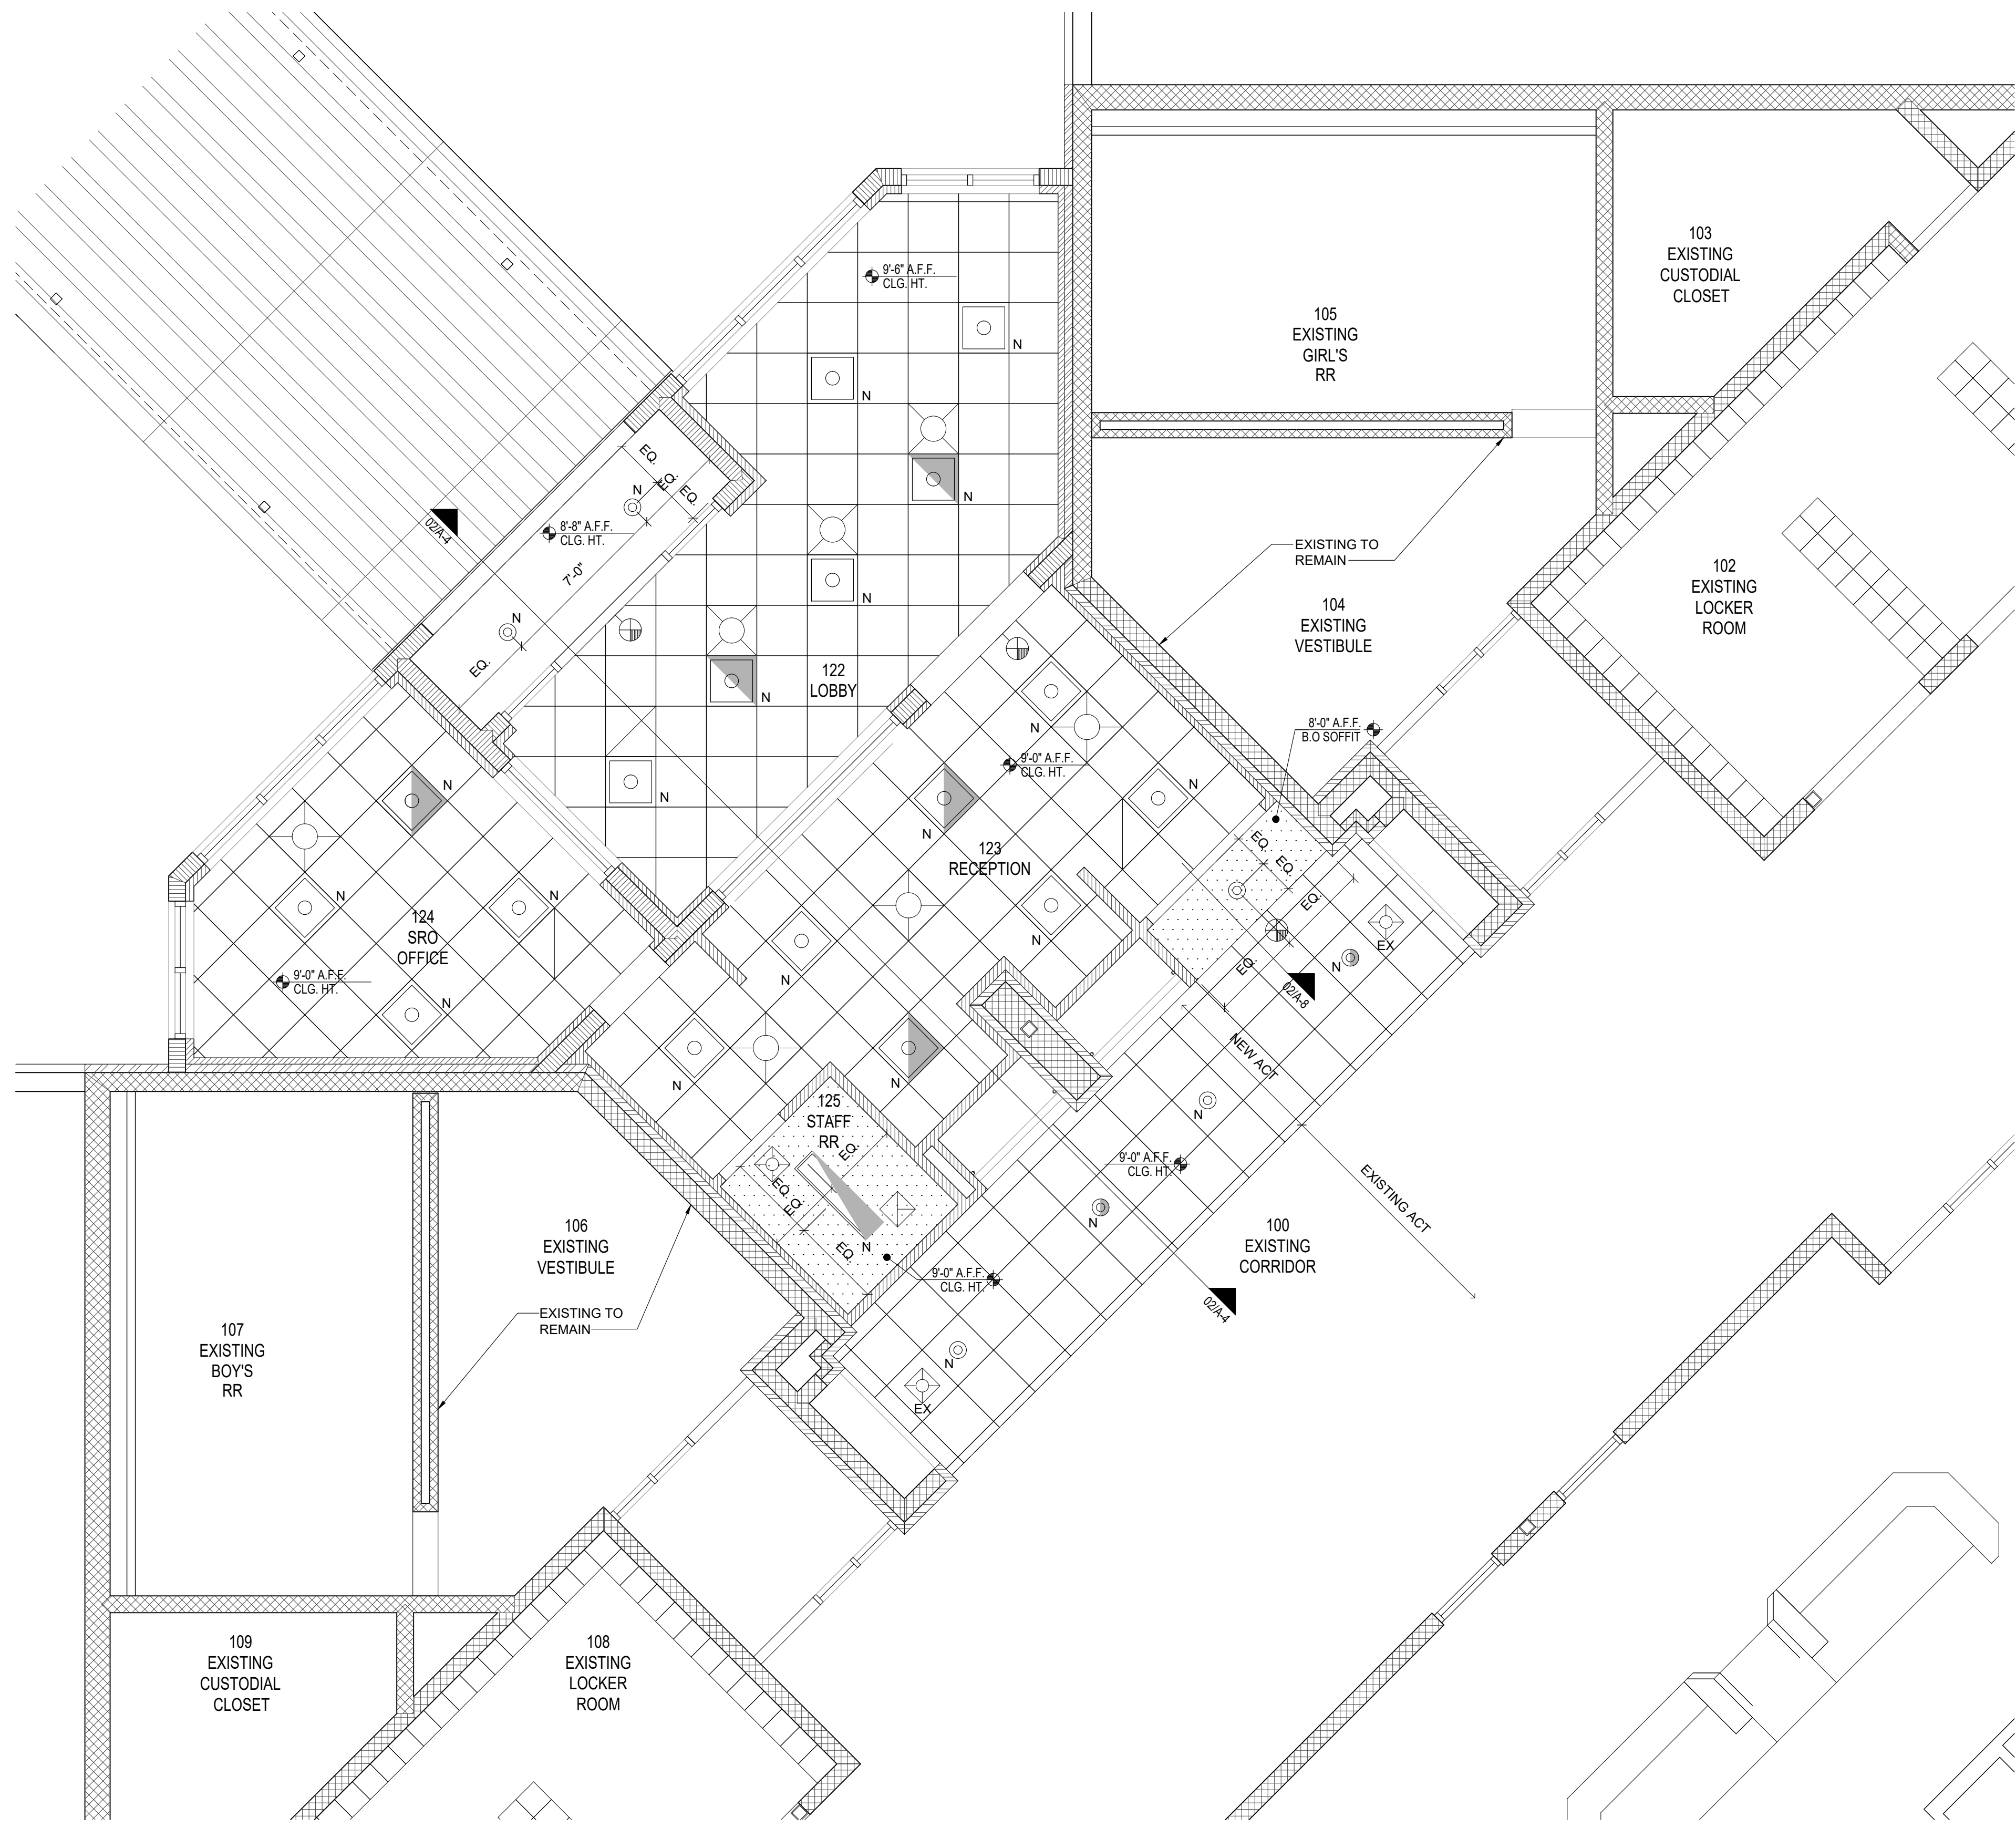 9'-6" A.F.F.
CLG. HT.
N
N
N
N
103
EXISTING
CUSTODIAL
CLOSET
105
EXISTING
GIRL'S
RR
EQ.
EQ.
EQ.
N
02/A-4
8'-8" A.F.F.
CLG. HT.
7'-0"
N
EQ.
EXISTING TO
REMAIN
102
EXISTING
LOCKER
ROOM
104
EXISTING
VESTIBULE
122
LOBBY
N
N
N
8'-0" A.F.F.
B.O SOFFIT
9'-0" A.F.F.
CLG. HT.
N
N
N
N
123
RECEPTION
EQ.
EQ.
EQ.
EQ.
N
N
124
SRO
OFFICE
N
9'-0" A.F.F.
CLG. HT.
N
N
EX
N
02/A-8
N
N
NEW ACT
N
125
STAFF
RR
EQ.
EQ.
EQ.
EQ.
N
9'-0" A.F.F.
CLG. HT.
N
EXISTING ACT
N
9'-0" A.F.F.
CLG. HT.
100
EXISTING
CORRIDOR
02/A-4
106
EXISTING
VESTIBULE
EXISTING TO
REMAIN
107
EXISTING
BOY'S
RR
N
EX
109
EXISTING
CUSTODIAL
CLOSET
108
EXISTING
LOCKER
ROOM